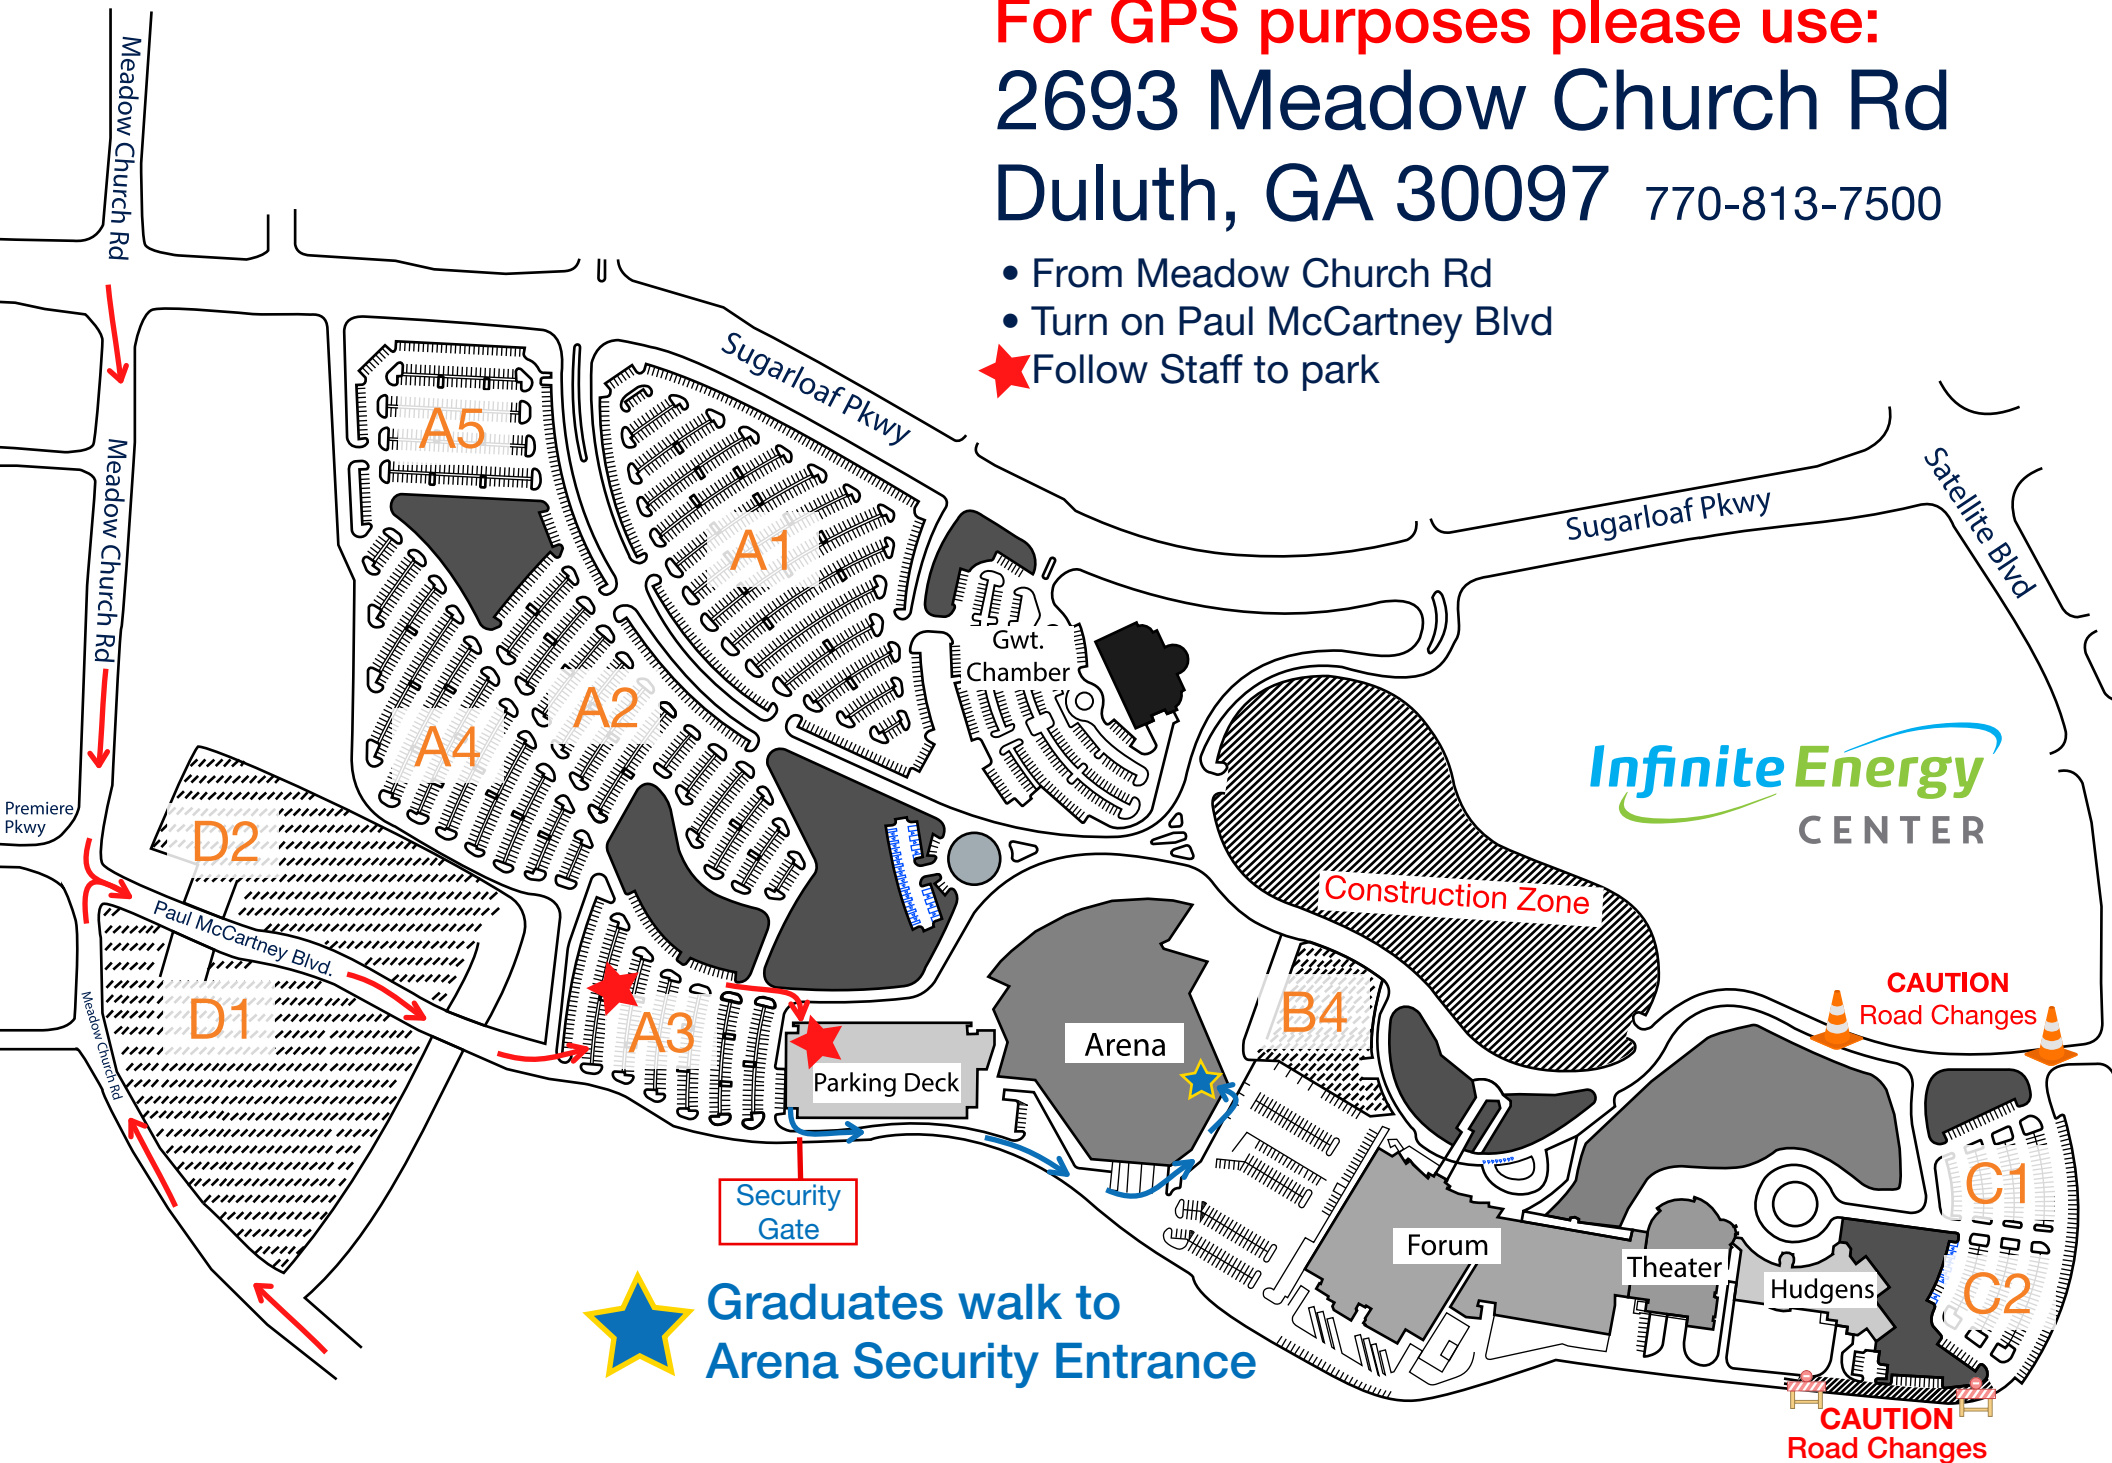 For GPS purposes please use:
2693 Meadow Church Rd
Duluth, GA 30097 770-813-7500
• From Meadow Church Rd
• Turn on Paul McCartney Blvd
Follow Staff to park
Meadow Church Rd
Sugarloaf Pkwy
A5
Meadow Church Rd
A1
Sugarloaf Pkwy
Satellite Blvd
Gwt.
Chamber
A2
A4
Infinite Energy
CENTER
Premiere
Pkwy
D2
Construction Zone
Paul McCartney Blvd.
D1
Meadow Church Rd
A3
B4
CAUTION
Road Changes
Arena
Parking Deck
Security
Gate
C1
Forum
Theater
Hudgens
C2
Graduates walk to
Arena Security Entrance
CAUTION
Road Changes